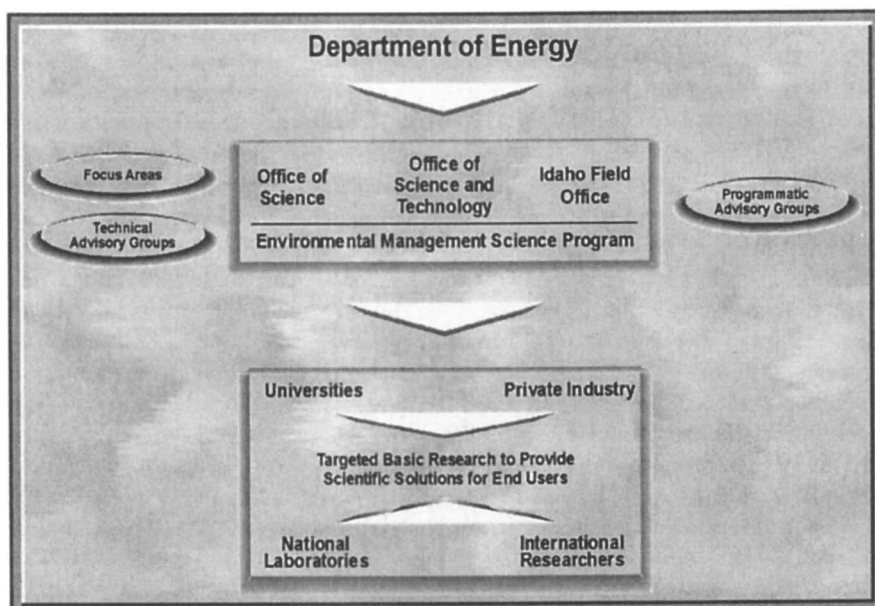 Department of Energy
Focus Areas
Technical
Advisory Groups
Office of
Science
Office of
Science and
Technology
Idaho Field
Office
Environmental Management Science Program
Programmatic
Advisory Groups
Universities
Private Industry
Targeted Basic Research to Provide
Scientific Solutions for End Users
National
Laboratories
International
Researchers